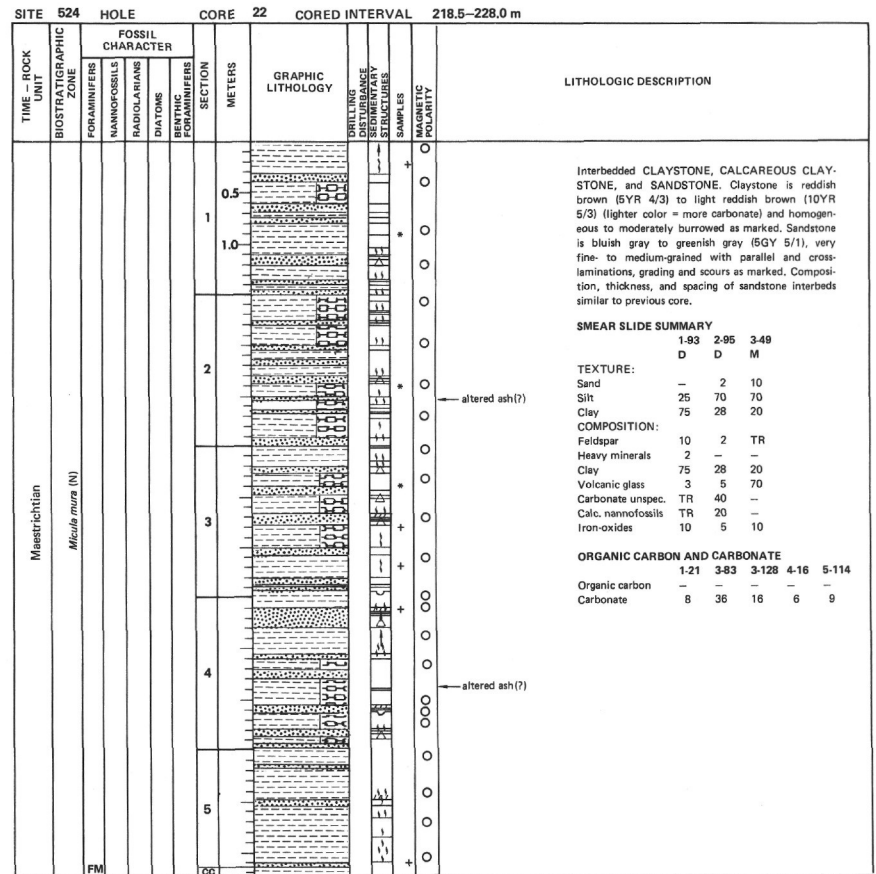 SITE 524 HOLE CORE 22 CORED INTERVAL 218.5–228.0 m
TIME – ROCK UNIT
BIOSTRATIGRAPHIC ZONE
FOSSIL CHARACTER
FORAMINIFERS
NANNOFOSSILS
RADIOLARIANS
DIATOMS
BENTHIC FORAMINIFERS
SECTION
METERS
GRAPHIC LITHOLOGY
DRILLING DISTURBANCE
SEDIMENTARY STRUCTURES
SAMPLES
MAGNETIC POLARITY
LITHOLOGIC DESCRIPTION
Maestrichtian
Micula mura (N)
FM
1
0.5
1.0
2
3
4
5
CC
altered ash(?)
altered ash(?)
Interbedded CLAYSTONE, CALCAREOUS CLAY-
STONE, and SANDSTONE. Claystone is reddish
brown (5YR 4/3) to light reddish brown (10YR
5/3) (lighter color = more carbonate) and homogen-
eous to moderately burrowed as marked. Sandstone
is bluish gray to greenish gray (5GY 5/1), very
fine- to medium-grained with parallel and cross-
laminations, grading and scours as marked. Composi-
tion, thickness, and spacing of sandstone interbeds
similar to previous core.
SMEAR SLIDE SUMMARY
1-93 2-95 3-49
D D M
TEXTURE:
Sand – 2 10
Silt 25 70 70
Clay 75 28 20
COMPOSITION:
Feldspar 10 2 TR
Heavy minerals 2 – –
Clay 75 28 20
Volcanic glass 3 5 70
Carbonate unspec. TR 40 –
Calc. nannofossils TR 20 –
Iron-oxides 10 5 10
ORGANIC CARBON AND CARBONATE
1-21 3-83 3-128 4-16 5-114
Organic carbon – – – – –
Carbonate 8 36 16 6 9